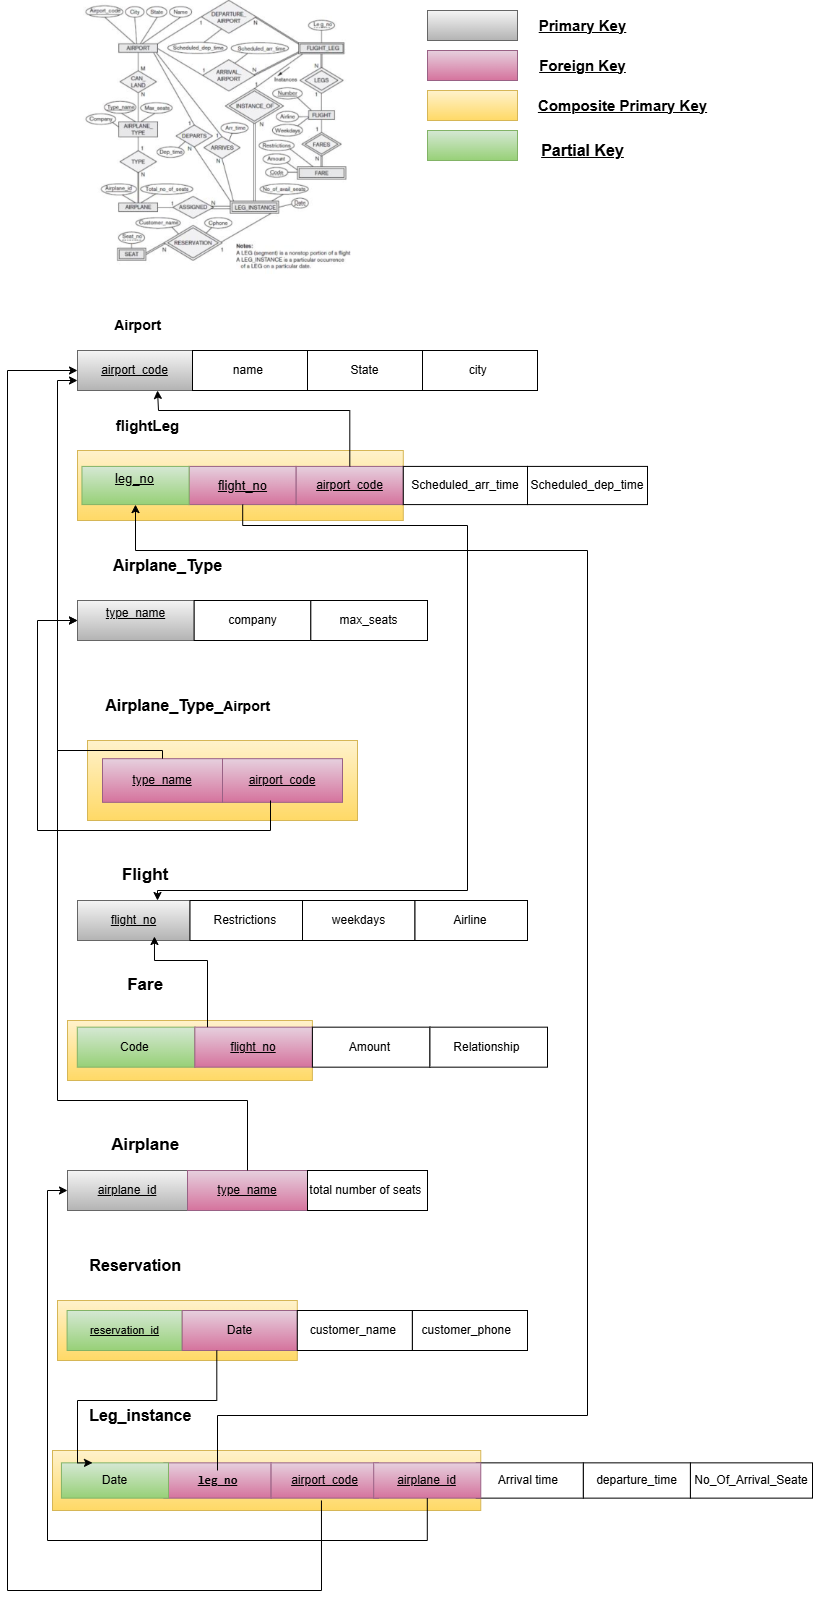 Airport_code
City
State
Name
DEPARTURE_
AIRPORT
Leg_no
AIRPORT
Scheduled_dep_time
Scheduled_arr_time
FLIGHT_LEG
M
CAN_
LAND
N
ARRIVAL_
AIRPORT
Instances
LEGS
Type_name
Max_seats
Company
INSTANCE_OF
Number
AIRPLANE_
TYPE
DEPARTS
Arr_time
Airline
FLIGHT
Weekdays
Dep_time
ARRIVES
Restrictions
FARES
TYPE
Amount
Code
FARE
Airplane_id
Total_no_of_seats
No_of_avail_seats
AIRPLANE
ASSIGNED
LEG_INSTANCE
Date
Customer_name
Cphone
Seat_no
RESERVATION
SEAT
Notes:
A LEG (segment) is a nonstop portion of a flight
A LEG_INSTANCE is a particular occurrence
of a LEG on a particular date.
Primary Key
Foreign Key
Composite Primary Key
Partial Key
Airport
airport_code name State city
flightLeg
leg_no flight_no airport_code Scheduled_arr_time Scheduled_dep_time
Airplane_Type
type_name company max_seats
Airplane_Type_Airport
type_name airport_code
Flight
flight_no Restrictions weekdays Airline
Fare
Code flight_no Amount Relationship
Airplane
airplane_id type_name total number of seats
Reservation
reservation_id Date customer_name customer_phone
Leg_instance
Date leg_no airport_code airplane_id Arrival time departure_time No_Of_Arrival_Seate